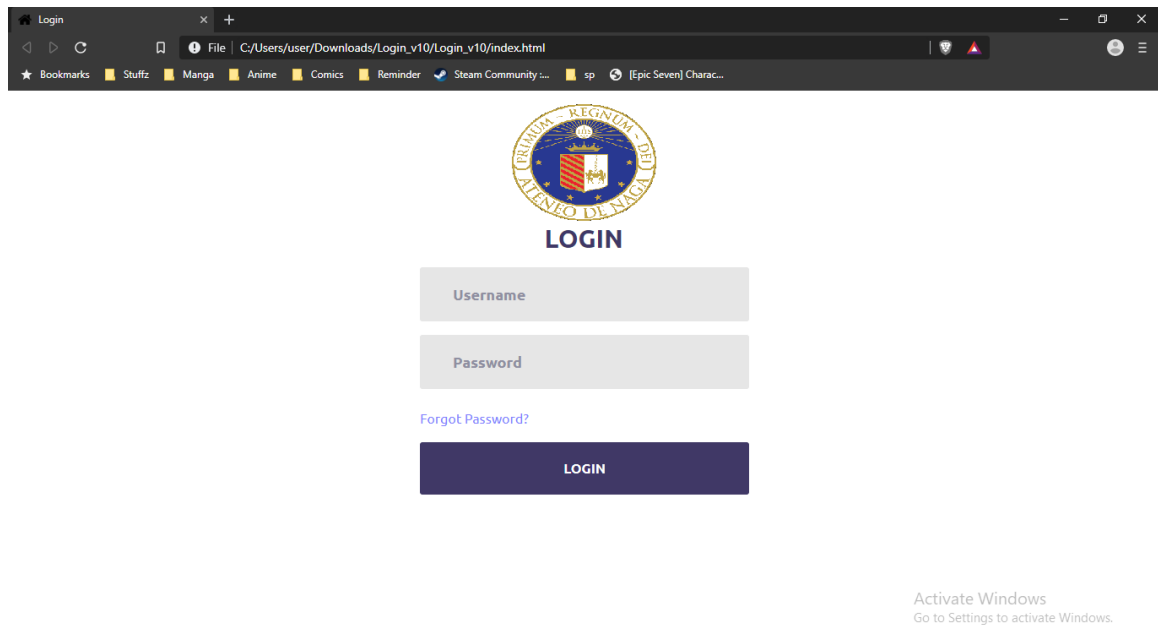 Login
File | C:/Users/user/Downloads/Login_v10/Login_v10/index.html
Bookmarks Stuffz Manga Anime Comics Reminder Steam Community :... sp [Epic Seven] Charac...
PRIMUM - REGNUM - DEI
ATENEO DE NAGA
LOGIN
Username
Password
Forgot Password?
LOGIN
Activate Windows
Go to Settings to activate Windows.